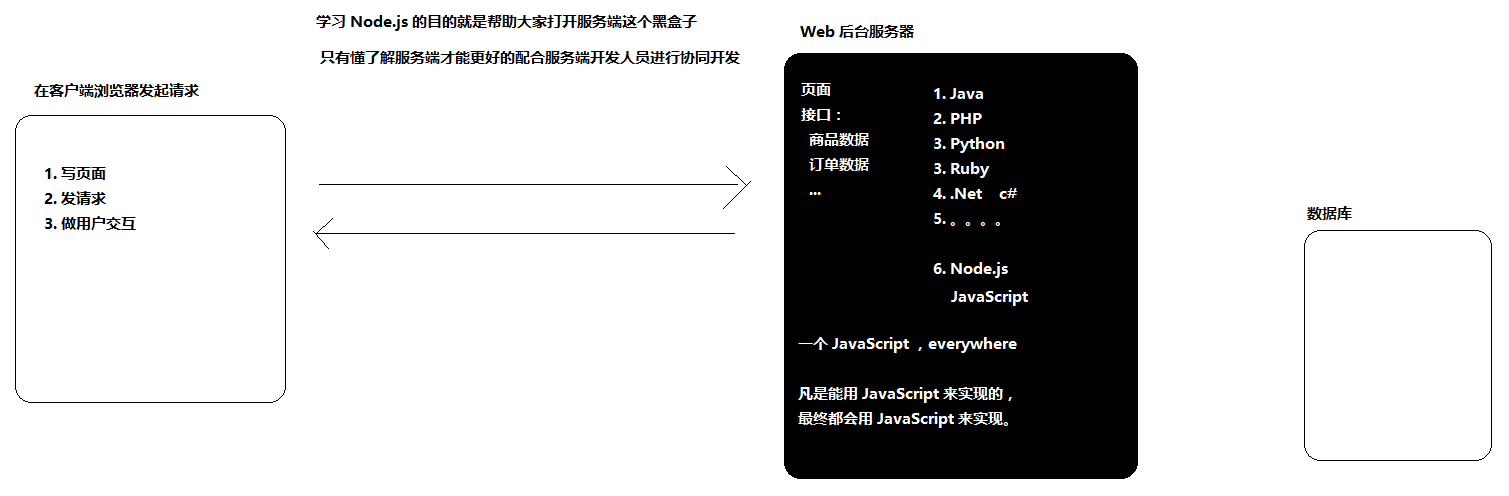 学习 Node.js 的目的就是帮助大家打开服务端这个黑盒子
只有懂了解服务端才能更好的配合服务端开发人员进行协同开发
在客户端浏览器发起请求
1. 写页面
2. 发请求
3. 做用户交互
Web 后台服务器
页面
接口：
商品数据
订单数据
...
1. Java
2. PHP
3. Python
3. Ruby
4. .Net c#
5. 。。。。
6. Node.js
JavaScript
一个 JavaScript ，everywhere
凡是能用 JavaScript 来实现的，
最终都会用 JavaScript 来实现。
数据库